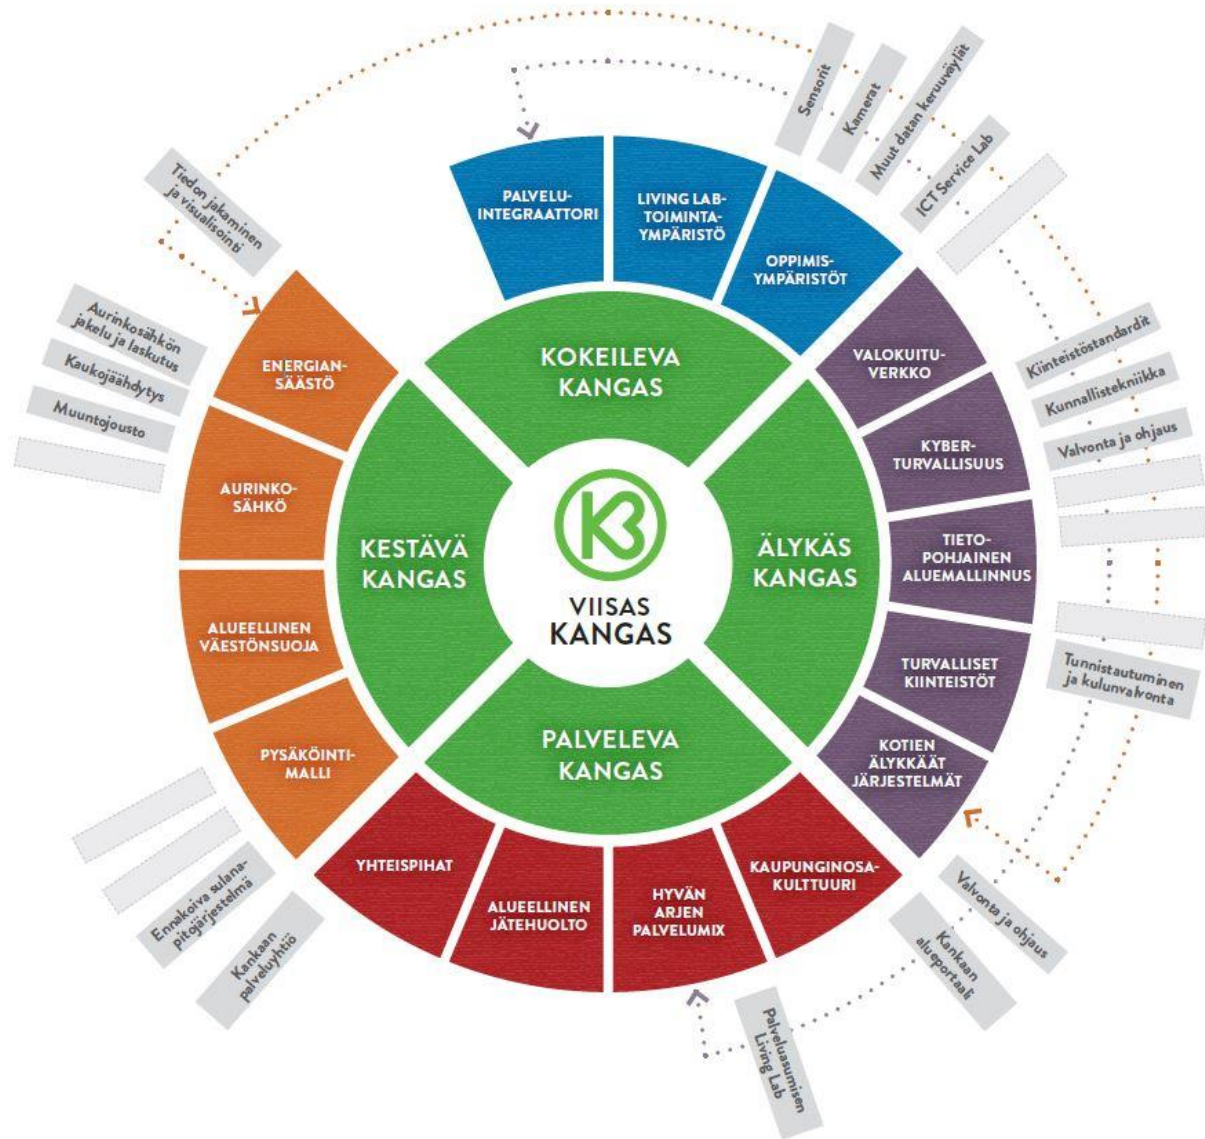 Sensorit
Kamerat
Muut datan keruuväylät
ICT Service Lab
Tiedon jakaminen
ja visualisointi
PALVELU-
INTEGRAATTORI
LIVING LAB-
TOIMINTA-
YMPÄRISTÖ
OPPIMIS-
YMPÄRISTÖT
Aurinkosähkön
jakelu ja laskutus
Kaukojäähdytys
Muuntojousto
ENERGIAN-
SÄÄSTÖ
AURINKO-
SÄHKÖ
ALUEELLINEN
VÄESTÖNSUOJA
PYSÄKÖINTI-
MALLI
KOKEILEVA
KANGAS
KESTÄVÄ
KANGAS
VIISAS
KANGAS
ÄLYKÄS
KANGAS
PALVELEVA
KANGAS
VALOKUITU-
VERKKO
KYBER-
TURVALLISUUS
TIETO-
POHJAINEN
ALUEMALLINNUS
TURVALLISET
KIINTEISTÖT
KOTIEN
ÄLYKKÄÄT
JÄRJESTELMÄT
Kiinteistöstandardit
Kunnallistekniikka
Valvonta ja ohjaus
Tunnistautuminen
ja kulunvalvonta
YHTEISPIHAT
ALUEELLINEN
JÄTEHUOLTO
HYVÄN
ARJEN
PALVELUMIX
KAUPUNGINOSA-
KULTTUURI
Ennakoiva sulana-
pitojärjestelmä
Kankaan
palveluyhtiö
Valvonta ja ohjaus
Kankaan
alueportaali
Palveluasumisen
Living Lab